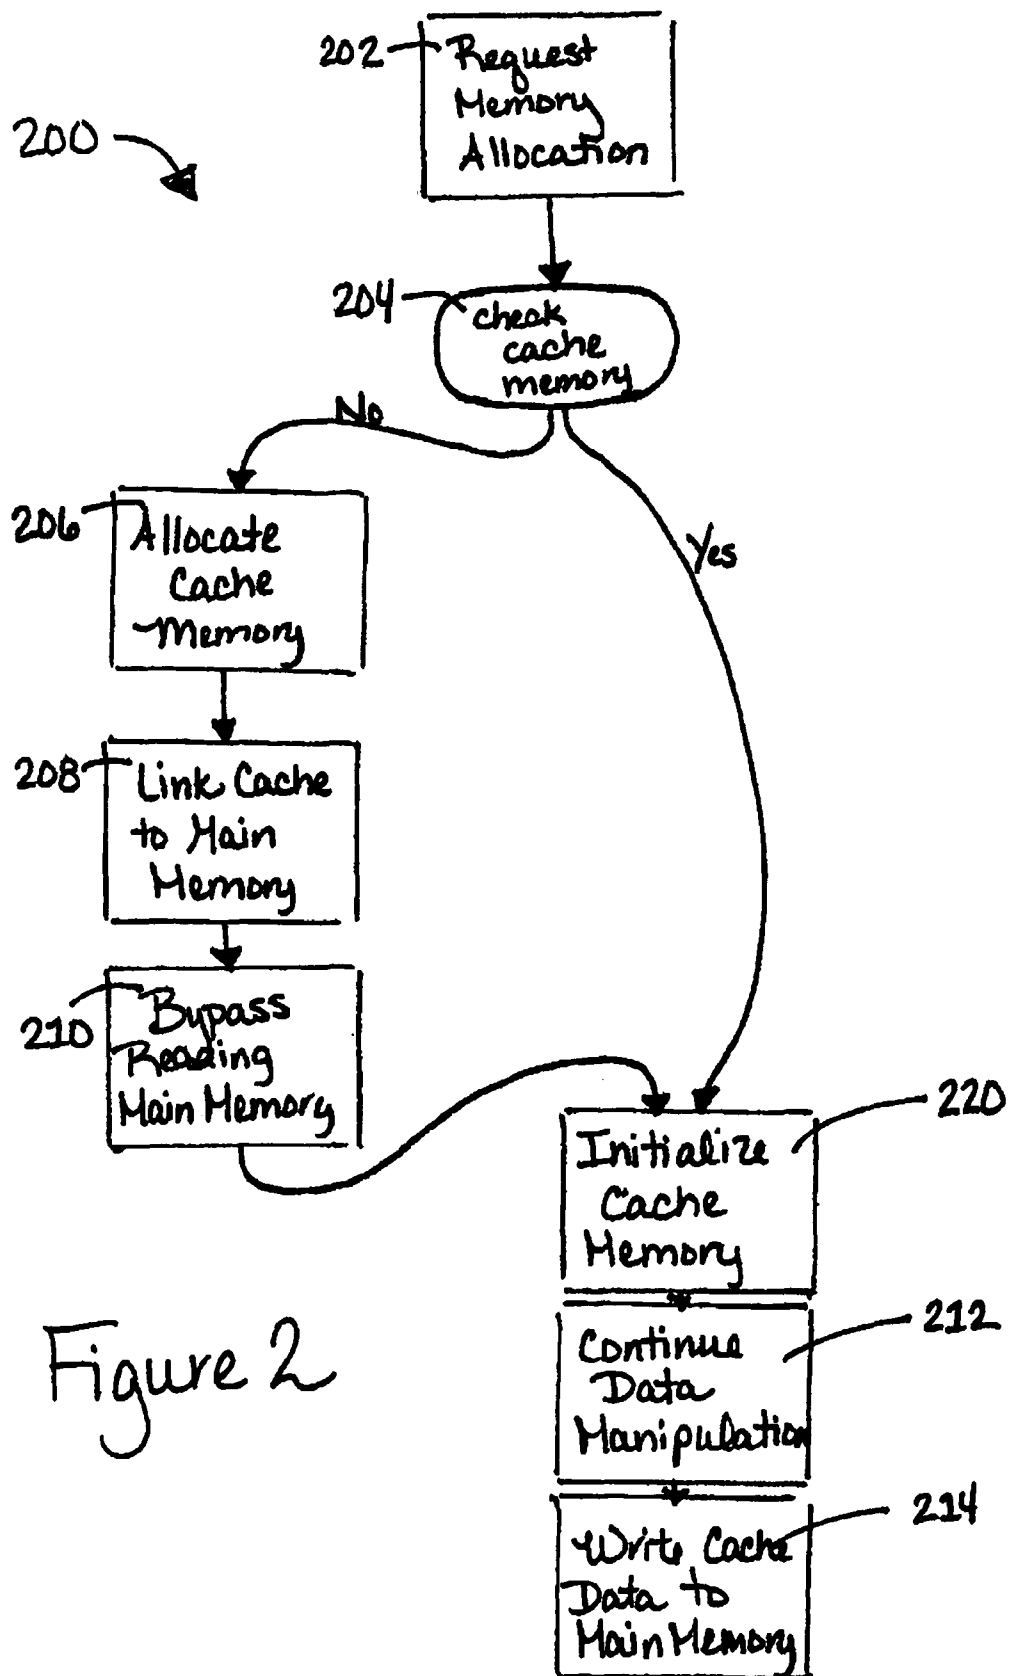 202
Request
Memory
Allocation
200
204
check
cache
memory
No
Yes
206
Allocate
Cache
Memory
208
Link Cache
to Main
Memory
210
Bypass
Reading
Main Memory
220
Initialize
Cache
Memory
212
Continue
Data
Manipulation
214
Write Cache
Data to
Main Memory
Figure 2